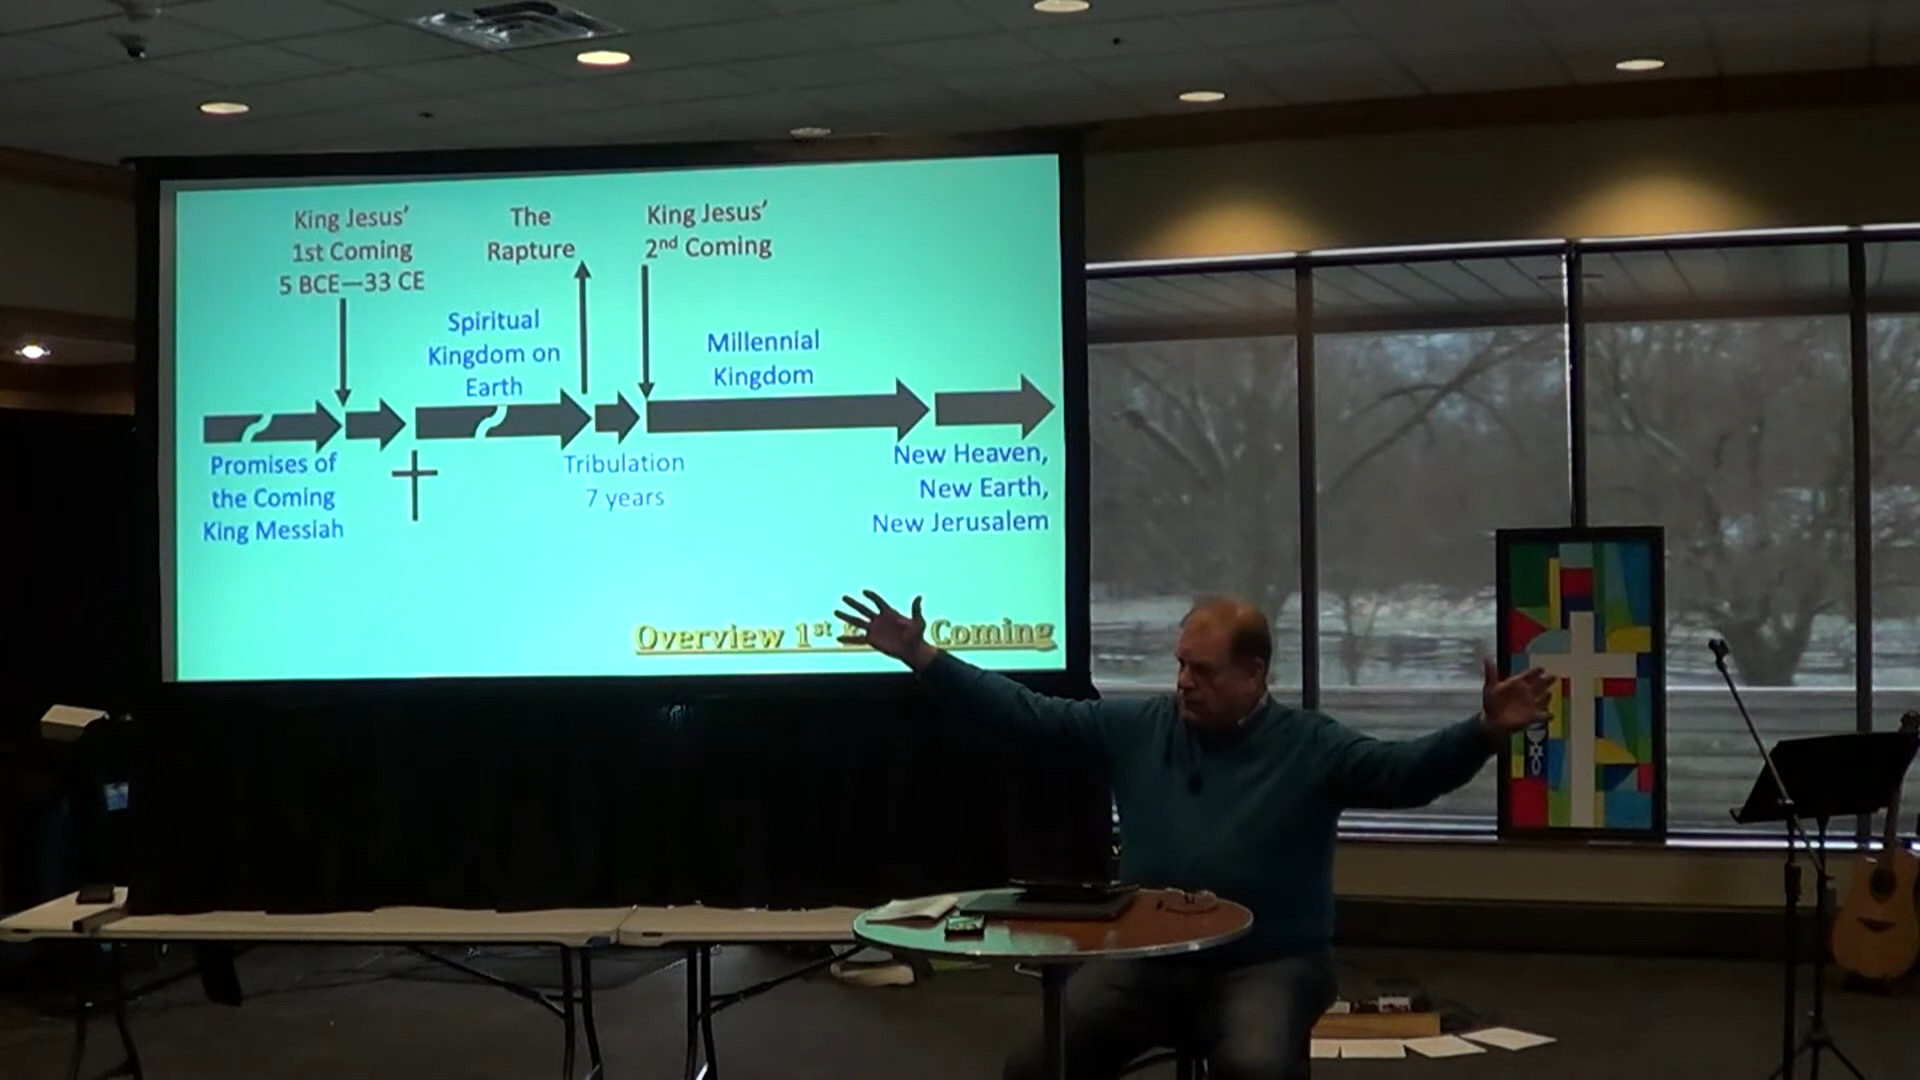 King Jesus'
1st Coming
5 BCE—33 CE
The
Rapture
King Jesus'
2nd Coming
Spiritual
Kingdom on
Earth
Millennial
Kingdom
Promises of
the Coming
King Messiah
Tribulation
7 years
New Heaven,
New Earth,
New Jerusalem
Overview 1st Coming